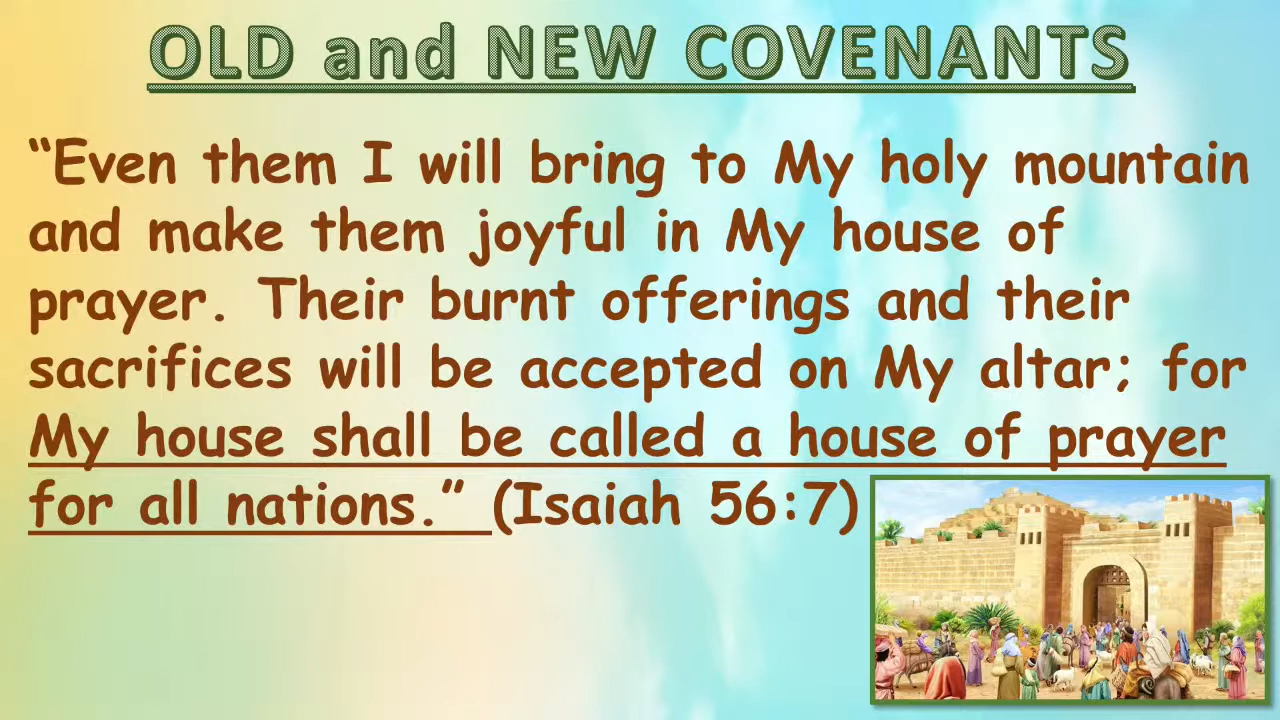 OLD and NEW COVENANTS
“Even them I will bring to My holy mountain
and make them joyful in My house of
prayer. Their burnt offerings and their
sacrifices will be accepted on My altar; for
My house shall be called a house of prayer
for all nations.” (Isaiah 56:7)